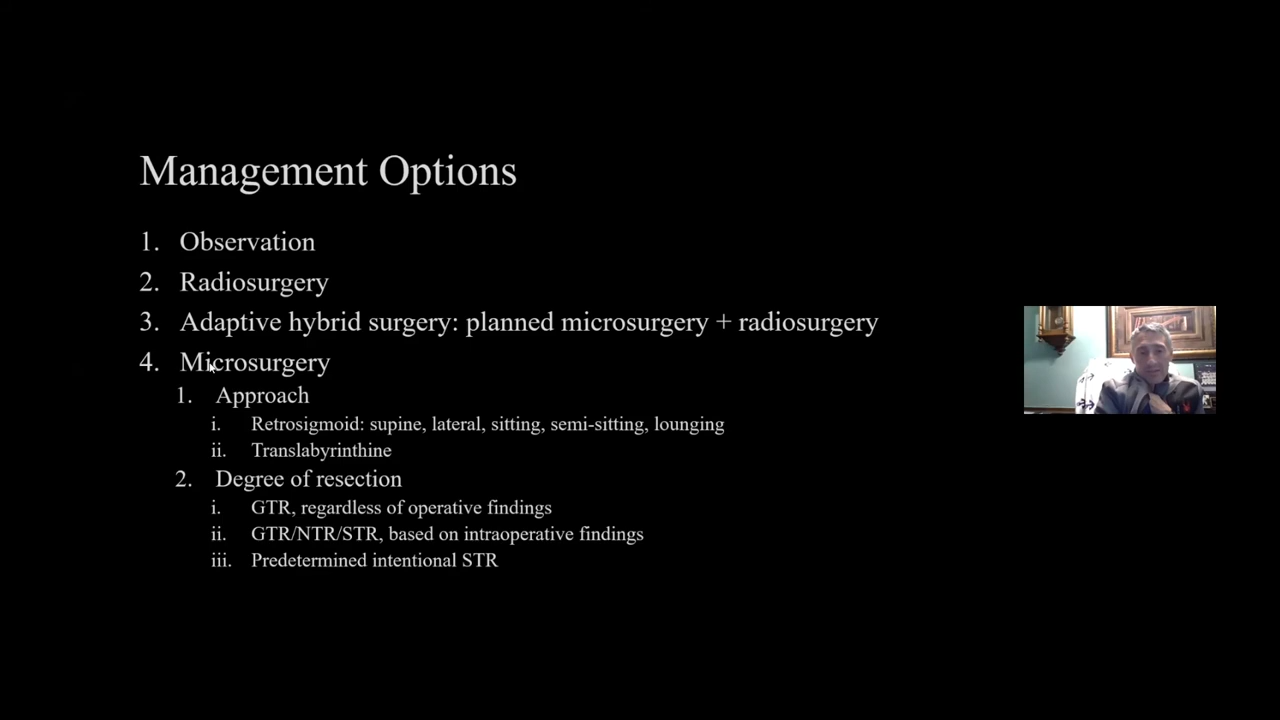 Management Options
1. Observation
2. Radiosurgery
3. Adaptive hybrid surgery: planned microsurgery + radiosurgery
4. Microsurgery
1. Approach
i. Retrosigmoid: supine, lateral, sitting, semi-sitting, lounging
ii. Translabyrinthine
2. Degree of resection
i. GTR, regardless of operative findings
ii. GTR/NTR/STR, based on intraoperative findings
iii. Predetermined intentional STR